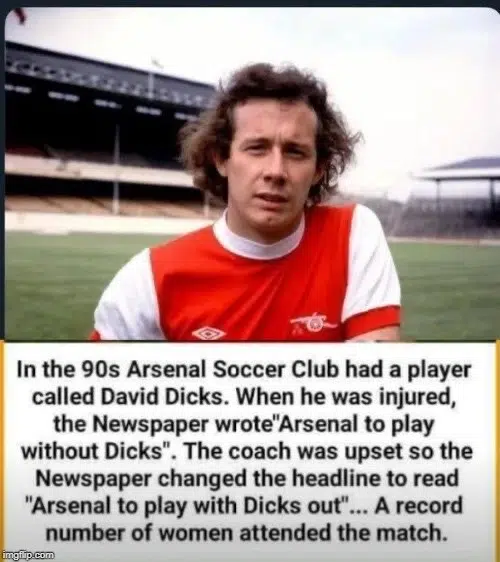 In the 90s Arsenal Soccer Club had a player
called David Dicks. When he was injured,
the Newspaper wrote"Arsenal to play
without Dicks". The coach was upset so the
Newspaper changed the headline to read
"Arsenal to play with Dicks out"... A record
number of women attended the match.
imgflip.com